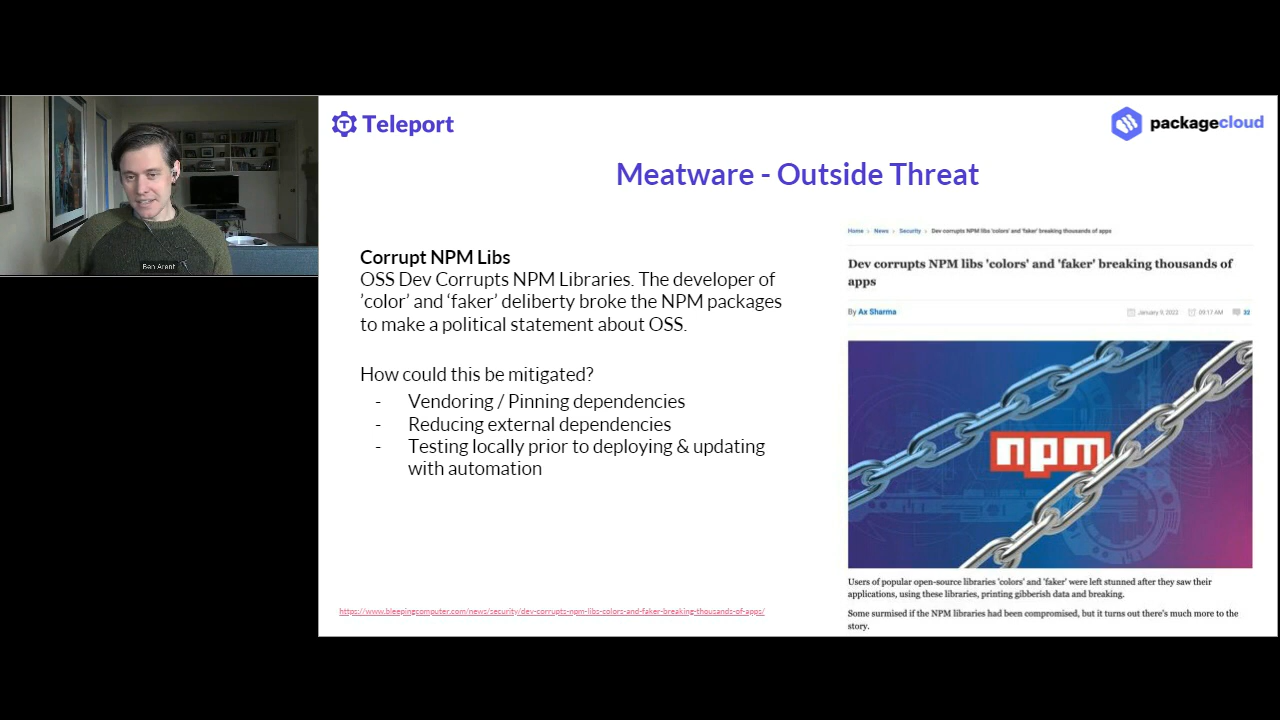 Ben Arent
Teleport
packagecloud
Meatware - Outside Threat
Corrupt NPM Libs
OSS Dev Corrupts NPM Libraries. The developer of
’color’ and ‘faker’ deliberty broke the NPM packages
to make a political statement about OSS.
How could this be mitigated?
- Vendoring / Pinning dependencies
- Reducing external dependencies
- Testing locally prior to deploying & updating
with automation
https://www.bleepingcomputer.com/news/security/dev-corrupts-npm-libs-colors-and-faker-breaking-thousands-of-apps/
Home > News > Security > Dev corrupts NPM libs 'colors' and 'faker' breaking thousands of apps
Dev corrupts NPM libs 'colors' and 'faker' breaking thousands of
apps
By Ax Sharma
January 9, 2022 09:17 AM 32
npm
Users of popular open-source libraries 'colors' and 'faker' were left stunned after they saw their
applications, using these libraries, printing gibberish data and breaking.
Some surmised if the NPM libraries had been compromised, but it turns out there's much more to the
story.